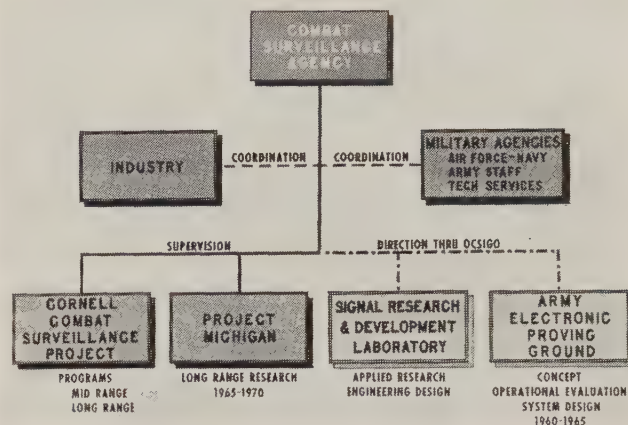 COMBAT
SURVEILLANCE
AGENCY
INDUSTRY
COORDINATION
COORDINATION
MILITARY AGENCIES
AIR FORCE-NAVY
ARMY STAFF
TECH SERVICES
SUPERVISION
DIRECTION THRU OCSIGO
CORNELL
COMBAT
SURVEILLANCE
PROJECT
PROGRAMS
MID RANGE
LONG RANGE
PROJECT
MICHIGAN
LONG RANGE RESEARCH
1965-1970
SIGNAL RESEARCH
& DEVELOPMENT
LABORATORY
APPLIED RESEARCH
ENGINEERING DESIGN
ARMY
ELECTRONIC
PROVING
GROUND
CONCEPT
OPERATIONAL EVALUATION
SYSTEM DESIGN
1960-1965